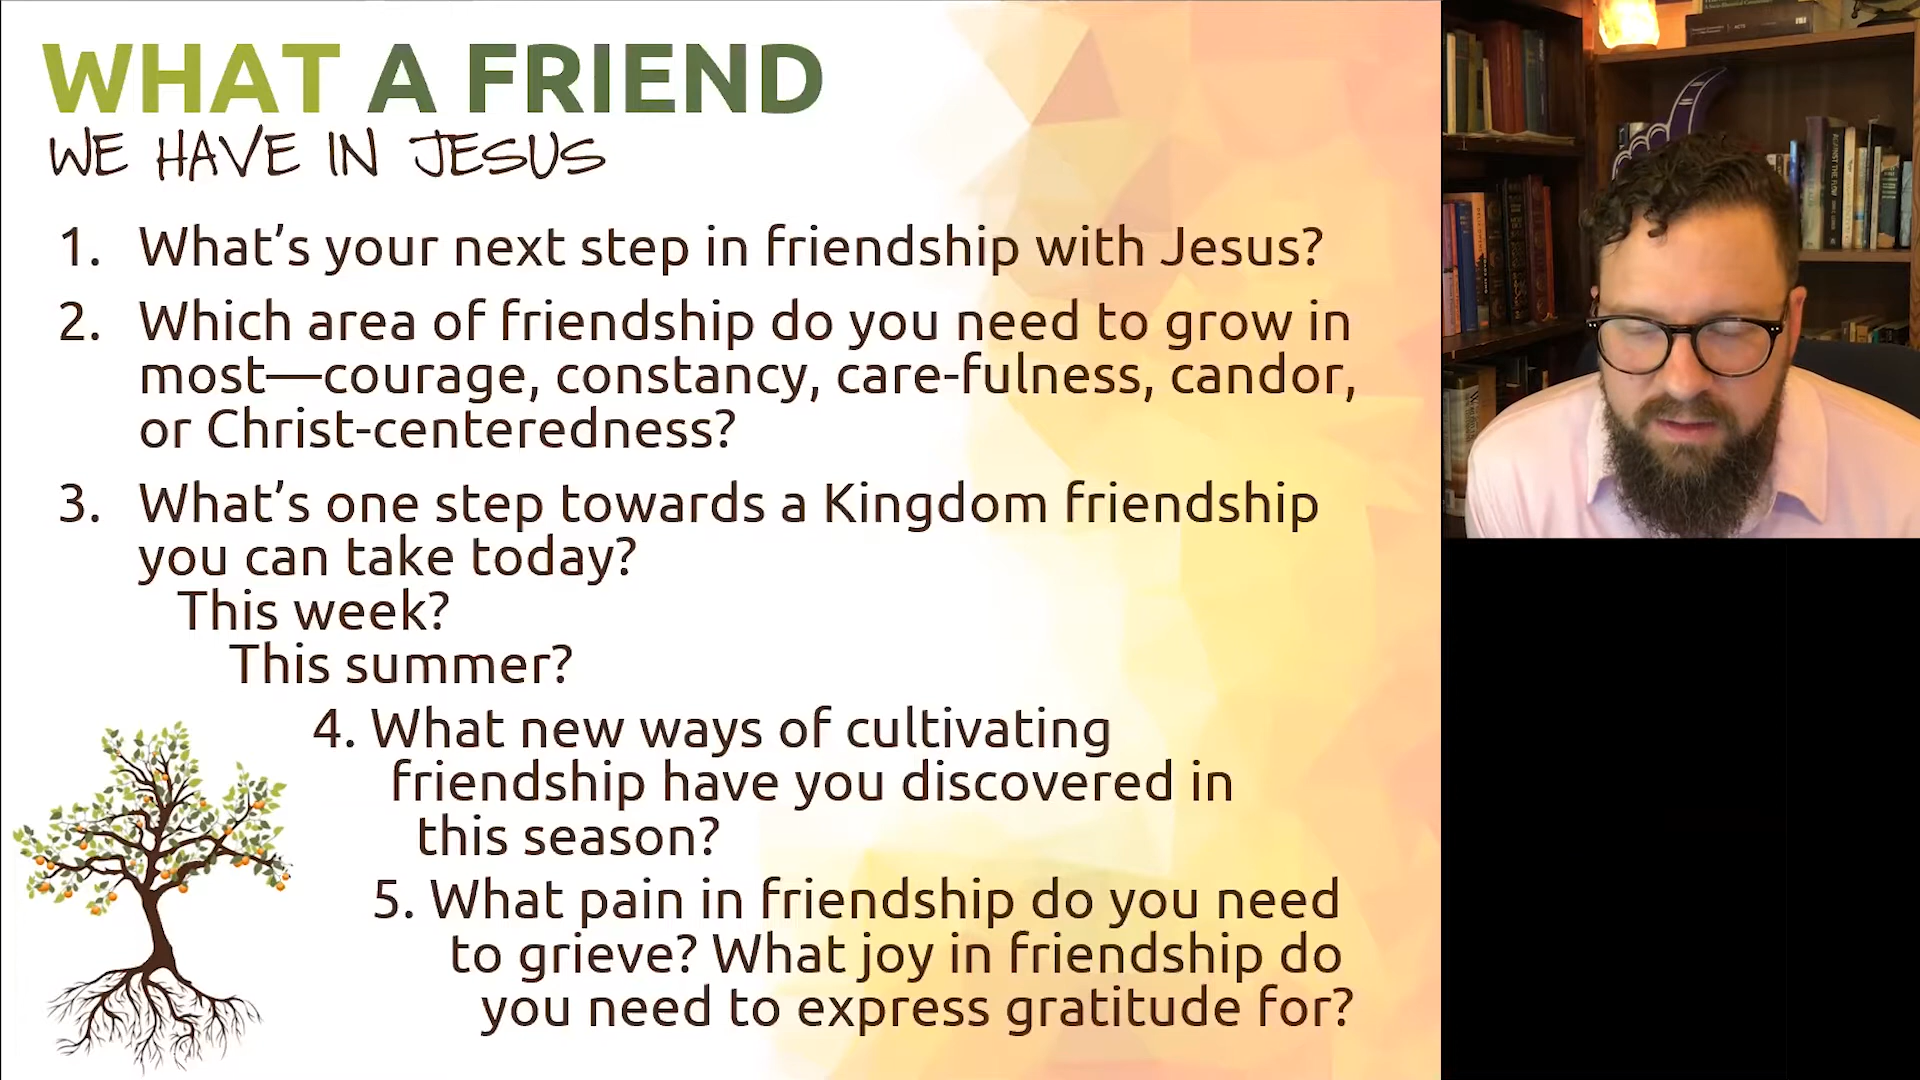 WHAT A FRIEND
WE HAVE IN JESUS
1. What's your next step in friendship with Jesus?
2. Which area of friendship do you need to grow in
most—courage, constancy, care-fulness, candor,
or Christ-centeredness?
3. What's one step towards a Kingdom friendship
you can take today?
This week?
This summer?
4. What new ways of cultivating
friendship have you discovered in
this season?
5. What pain in friendship do you need
to grieve? What joy in friendship do
you need to express gratitude for?
ACTS
AGAINST THE FLOW